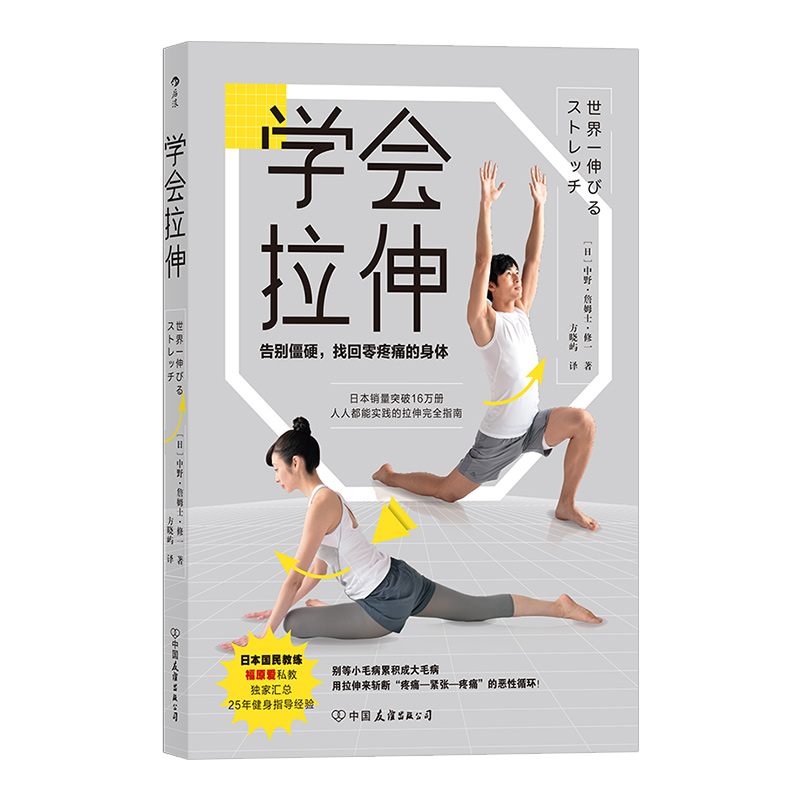 后浪
学会拉伸
世界一伸びる
ストレッチ
[日]中野·詹姆士·修一 著
方晓屿 译
中国友谊出版公司
学会
拉伸
告别僵硬,找回零疼痛的身体
日本销量突破16万册
人人都能实践的拉伸完全指南
世界一伸びる
ストレッチ
[日]中野·詹姆士·修一 著
方晓屿 译
日本国民教练
福原爱私教
独家汇总
25年健身指导经验
别等小毛病累积成大毛病
用拉伸来斩断“疼痛—紧张—疼痛”的恶性循环!
中国友谊出版公司